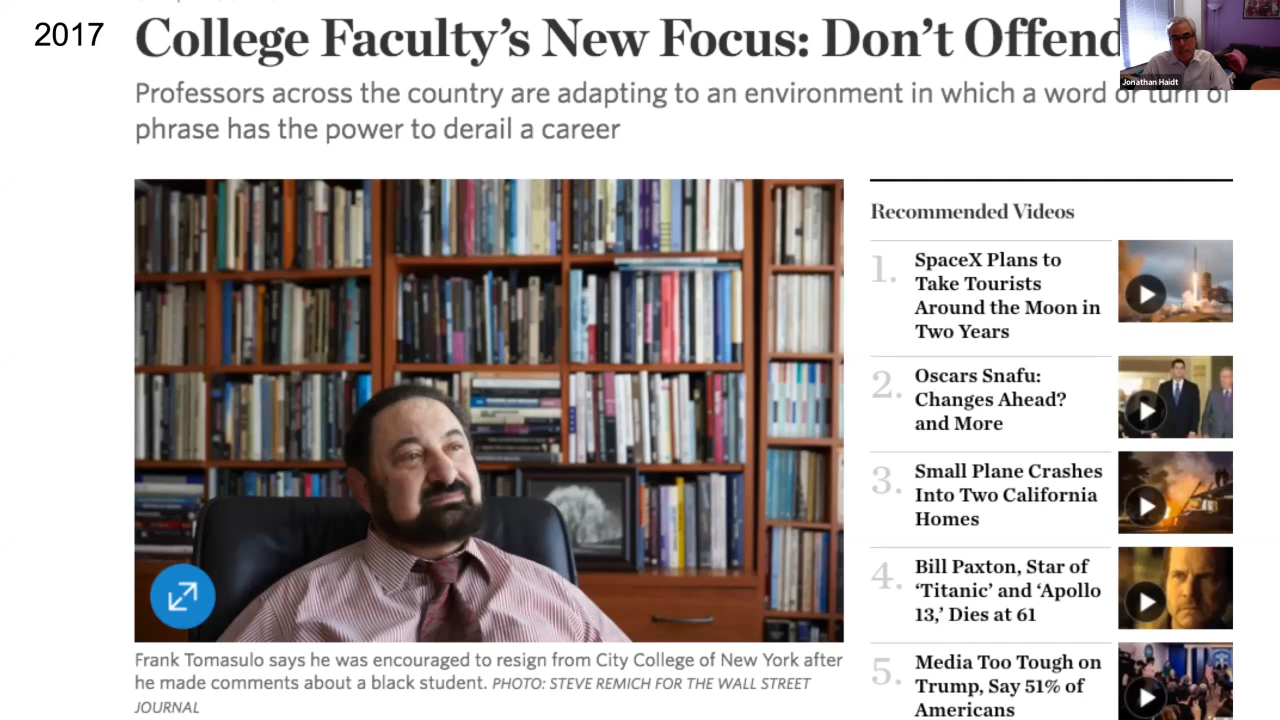 2017
College Faculty's New Focus: Don't Offend
Jonathan Haidt
Professors across the country are adapting to an environment in which a word or turn of
phrase has the power to derail a career
Recommended Videos
1. SpaceX Plans to
Take Tourists
Around the Moon in
Two Years
2. Oscars Snafu:
Changes Ahead?
and More
3. Small Plane Crashes
Into Two California
Homes
4. Bill Paxton, Star of
‘Titanic’ and ‘Apollo
13,’ Dies at 61
5. Media Too Tough on
Trump, Say 51% of
Americans
Frank Tomasulo says he was encouraged to resign from City College of New York after
he made comments about a black student. PHOTO: STEVE REMICH FOR THE WALL STREET
JOURNAL